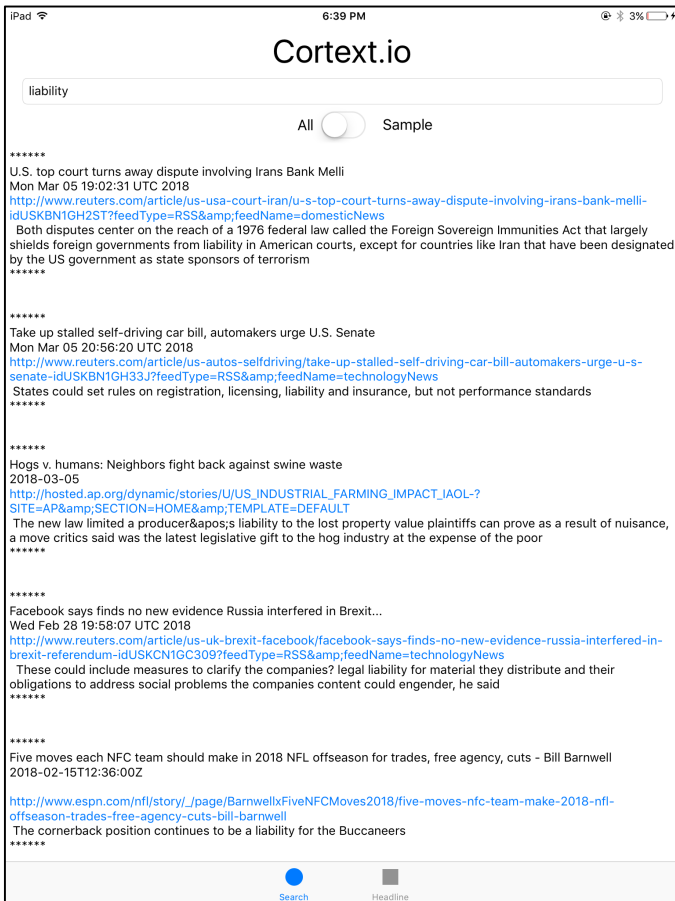 iPad 6:39 PM 3%
Cortext.io
liability
All Sample
******
U.S. top court turns away dispute involving Irans Bank Melli
Mon Mar 05 19:02:31 UTC 2018
http://www.reuters.com/article/us-usa-court-iran/u-s-top-court-turns-away-dispute-involving-irans-bank-melli-
idUSKBN1GH2ST?feedType=RSS&amp;feedName=domesticNews
Both disputes center on the reach of a 1976 federal law called the Foreign Sovereign Immunities Act that largely
shields foreign governments from liability in American courts, except for countries like Iran that have been designated
by the US government as state sponsors of terrorism
******
******
Take up stalled self-driving car bill, automakers urge U.S. Senate
Mon Mar 05 20:56:20 UTC 2018
http://www.reuters.com/article/us-autos-selfdriving/take-up-stalled-self-driving-car-bill-automakers-urge-u-s-
senate-idUSKBN1GH33J?feedType=RSS&amp;feedName=technologyNews
States could set rules on registration, licensing, liability and insurance, but not performance standards
******
******
Hogs v. humans: Neighbors fight back against swine waste
2018-03-05
http://hosted.ap.org/dynamic/stories/U/US_INDUSTRIAL_FARMING_IMPACT_IAOL-?
SITE=AP&amp;SECTION=HOME&amp;TEMPLATE=DEFAULT
The new law limited a producer&apos;s liability to the lost property value plaintiffs can prove as a result of nuisance,
a move critics said was the latest legislative gift to the hog industry at the expense of the poor
******
******
Facebook says finds no new evidence Russia interfered in Brexit...
Wed Feb 28 19:58:07 UTC 2018
http://www.reuters.com/article/us-uk-brexit-facebook/facebook-says-finds-no-new-evidence-russia-interfered-in-
brexit-referendum-idUSKCN1GC309?feedType=RSS&amp;feedName=technologyNews
These could include measures to clarify the companies? legal liability for material they distribute and their
obligations to address social problems the companies content could engender, he said
******
******
Five moves each NFC team should make in 2018 NFL offseason for trades, free agency, cuts - Bill Barnwell
2018-02-15T12:36:00Z
http://www.espn.com/nfl/story/_/page/BarnwellxFiveNFCMoves2018/five-moves-nfc-team-make-2018-nfl-
offseason-trades-free-agency-cuts-bill-barnwell
The cornerback position continues to be a liability for the Buccaneers
******
Search Headline